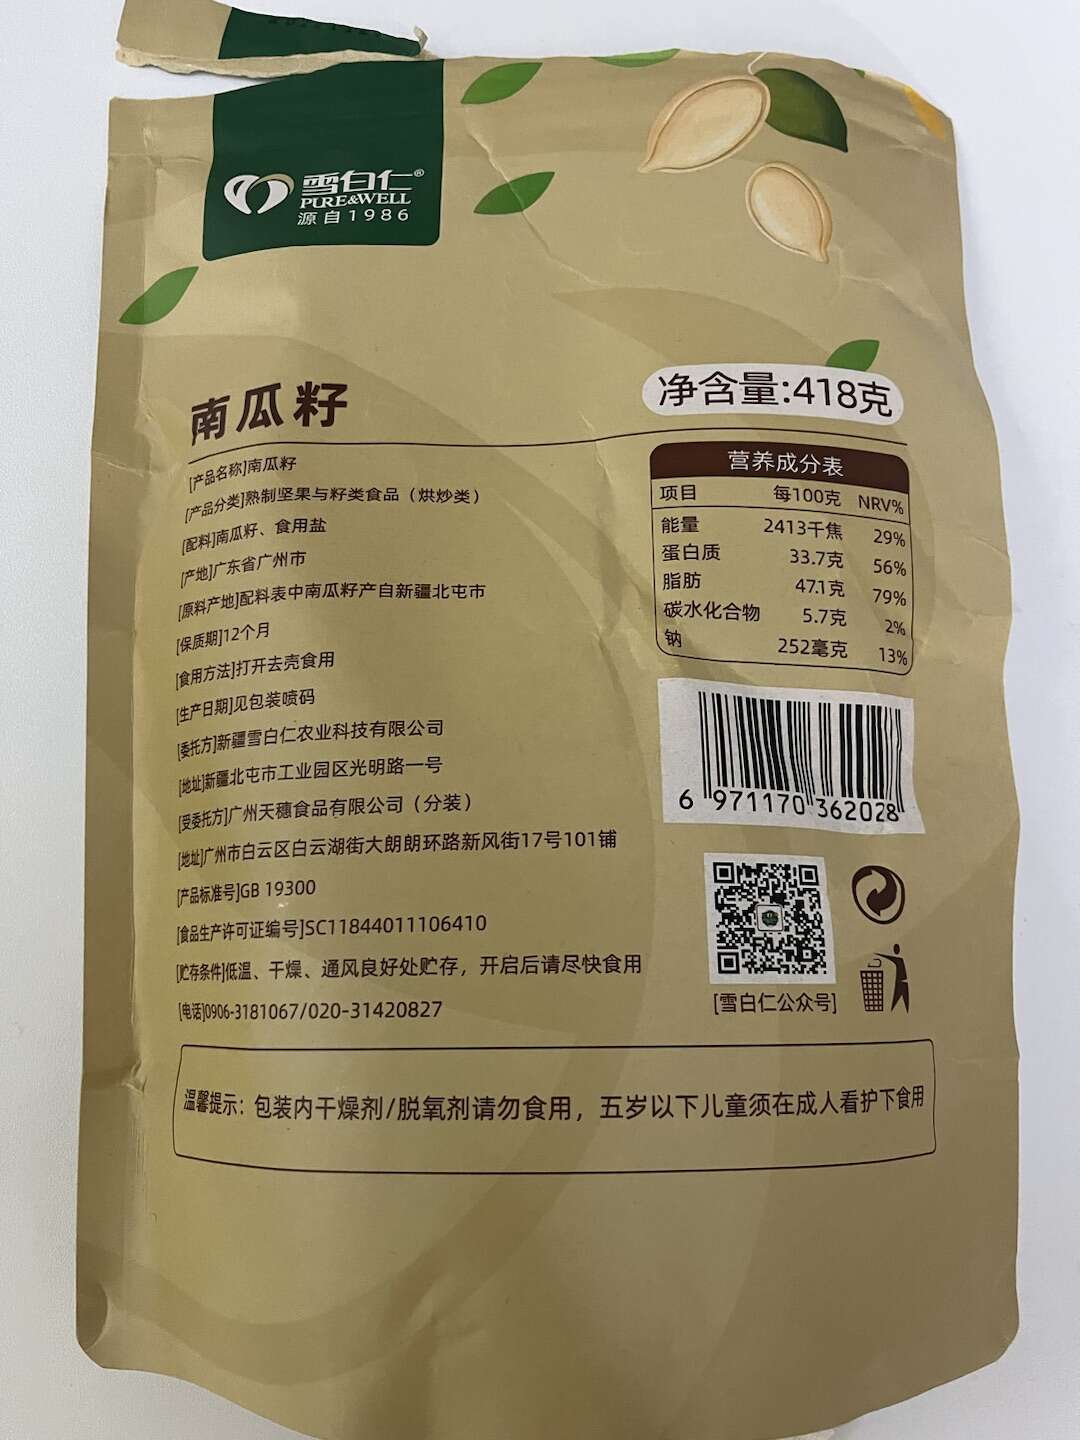 雪白仁®
PURE&WELL
源自1986
南瓜籽
净含量:418克
[产品名称]南瓜籽
[产品分类]熟制坚果与籽类食品（烘炒类）
[配料]南瓜籽、食用盐
[产地]广东省广州市
[原料产地]配料表中南瓜籽产自新疆北屯市
[保质期]12个月
[食用方法]打开去壳食用
[生产日期]见包装喷码
[委托方]新疆雪白仁农业科技有限公司
[地址]新疆北屯市工业园区光明路一号
[受委托方]广州天穗食品有限公司（分装）
[地址]广州市白云区白云湖街大朗朗环路新风街17号101铺
[产品标准号]GB 19300
[食品生产许可证编号]SC11844011106410
[贮存条件]低温、干燥、通风良好处贮存，开启后请尽快食用
[电话]0906-3181067/020-31420827
营养成分表
项目 每100克 NRV%
能量 2413千焦 29%
蛋白质 33.7克 56%
脂肪 47.1克 79%
碳水化合物 5.7克 2%
钠 252毫克 13%
6 971170 362028
[雪白仁公众号]
温馨提示：包装内干燥剂/脱氧剂请勿食用，五岁以下儿童须在成人看护下食用